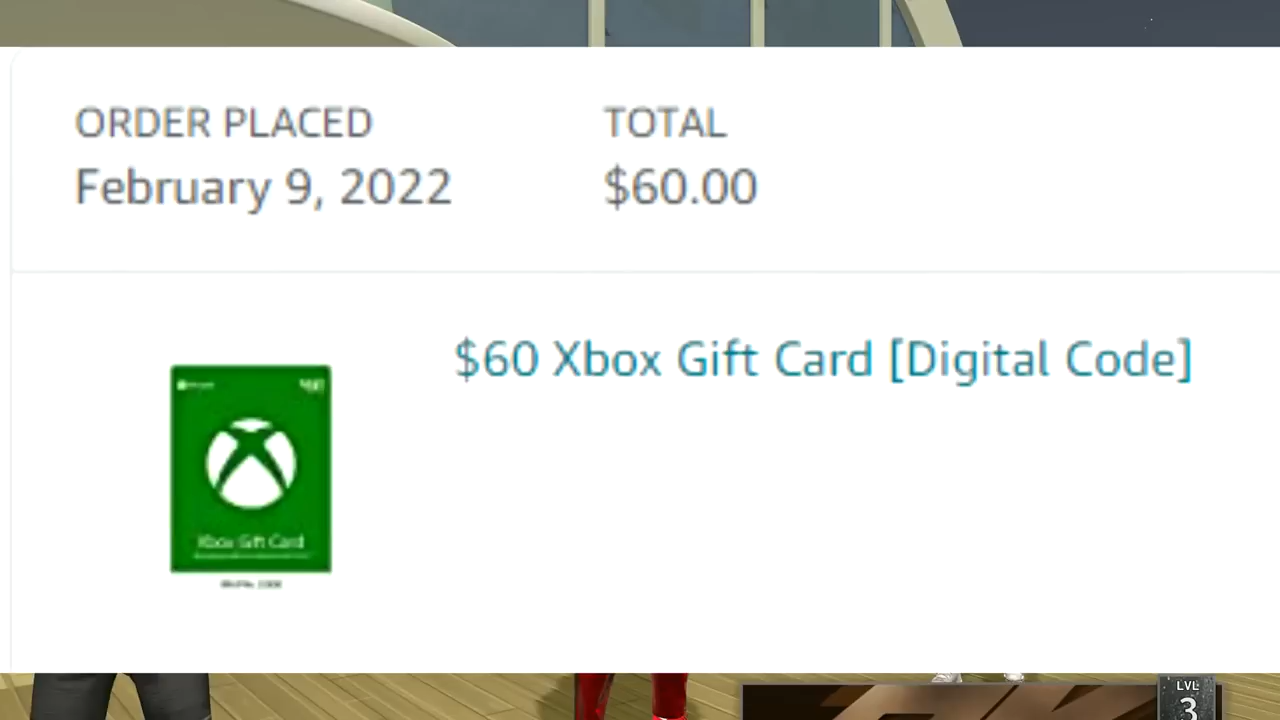 ORDER PLACED
February 9, 2022
TOTAL
$60.00
$60 Xbox Gift Card [Digital Code]
Xbox Gift Card
LVL
3